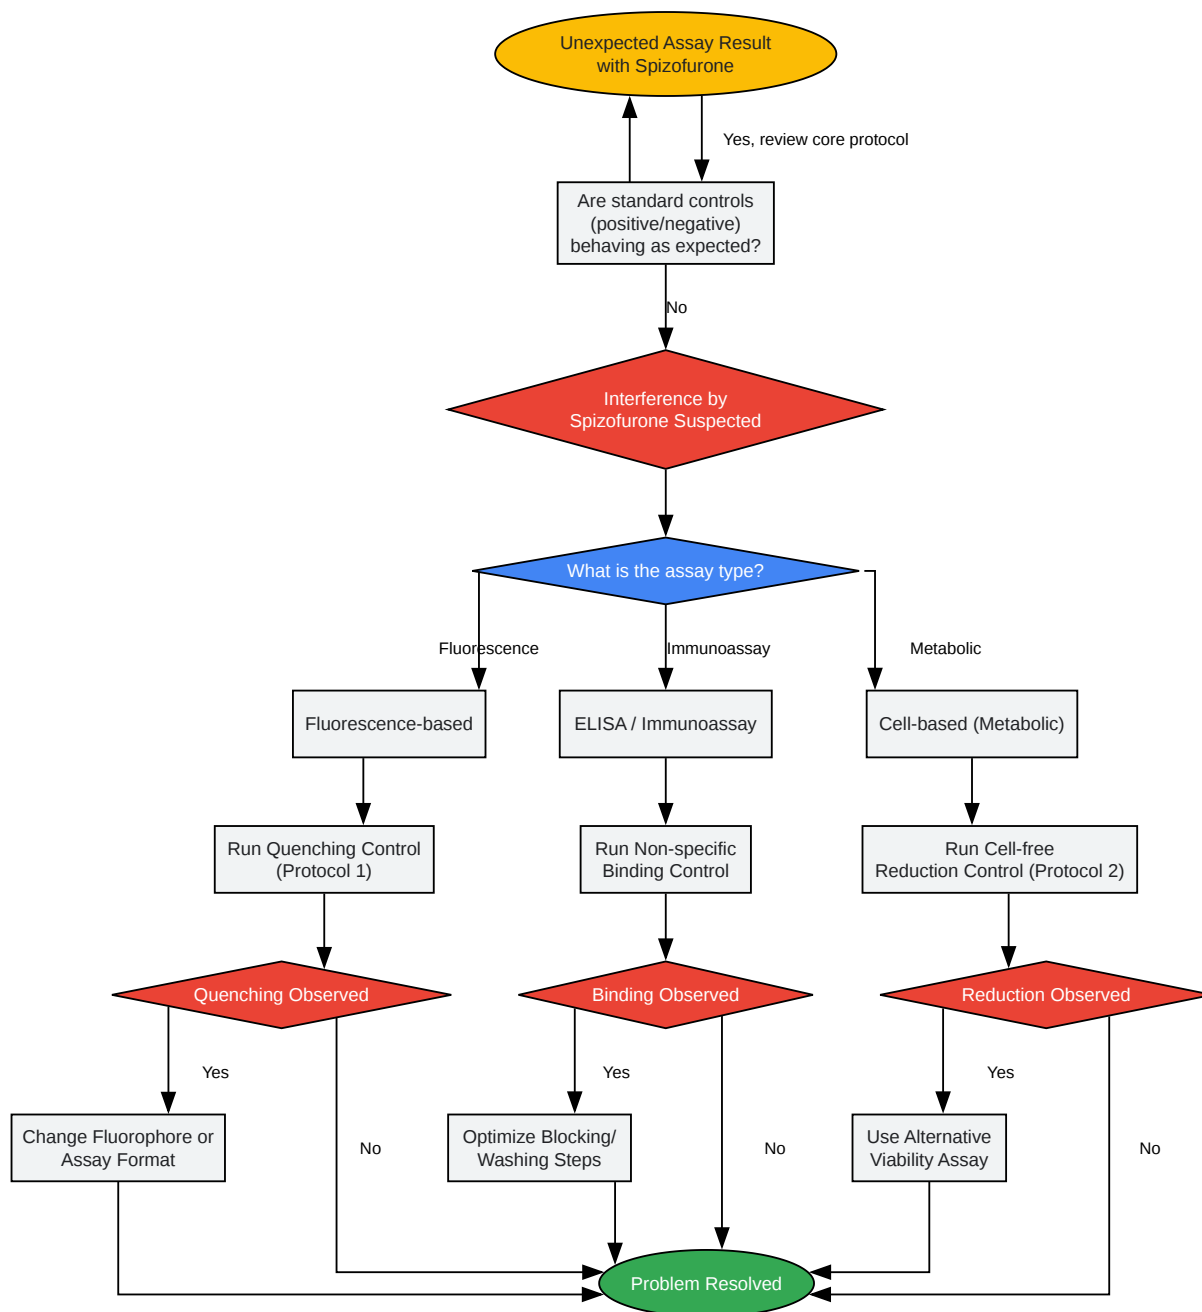 Unexpected Assay Result
with Spizofurone
Yes, review core protocol
Are standard controls
(positive/negative)
behaving as expected?
No
Interference by
Spizofurone Suspected
What is the assay type?
Fluorescence
Immunoassay
Metabolic
Fluorescence-based
ELISA / Immunoassay
Cell-based (Metabolic)
Run Quenching Control
(Protocol 1)
Run Non-specific
Binding Control
Run Cell-free
Reduction Control (Protocol 2)
Quenching Observed
Binding Observed
Reduction Observed
Yes
Yes
Yes
Change Fluorophore or
Assay Format
No
Optimize Blocking/
Washing Steps
No
Use Alternative
Viability Assay
No
Problem Resolved